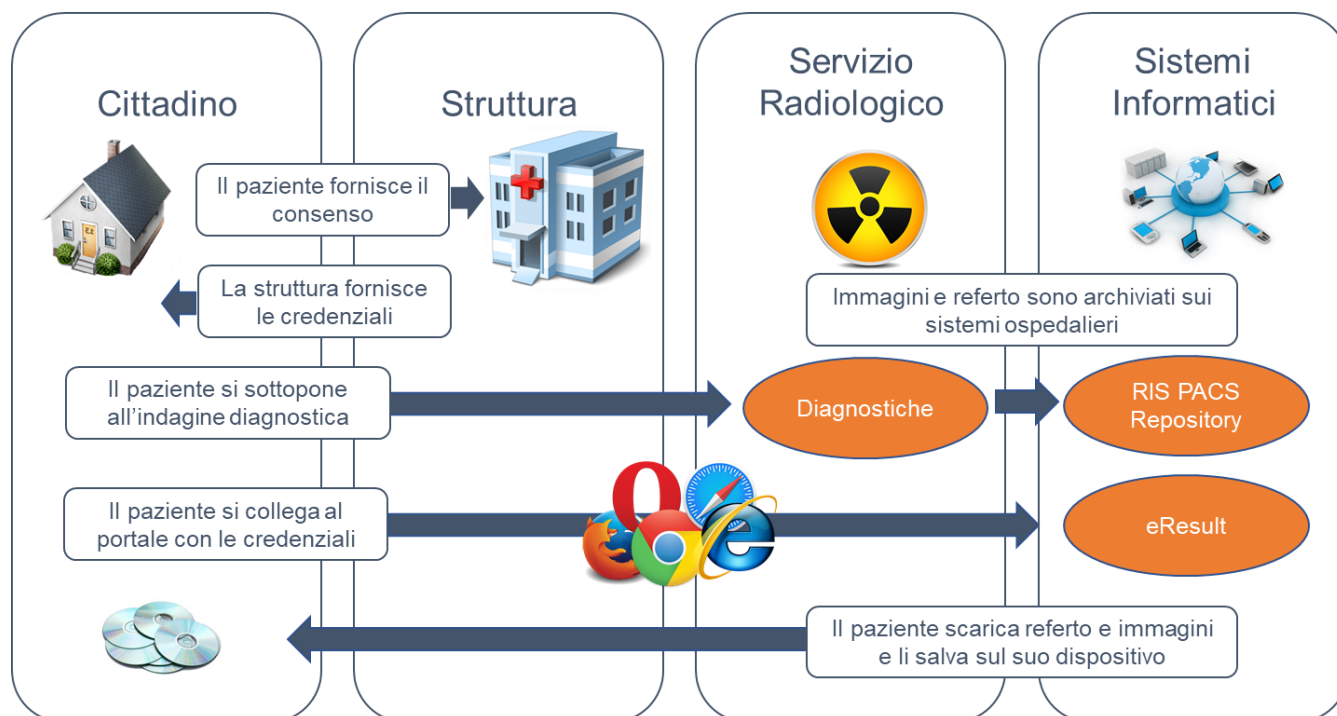 Cittadino
Struttura
Servizio
Radiologico
Sistemi
Informatici
Il paziente fornisce il
consenso
La struttura fornisce
le credenziali
Immagini e referto sono archiviati sui
sistemi ospedalieri
Il paziente si sottopone
all'indagine diagnostica
Diagnostiche
RIS PACS
Repository
Il paziente si collega al
portale con le credenziali
eResult
Il paziente scarica referto e immagini
e li salva sul suo dispositivo